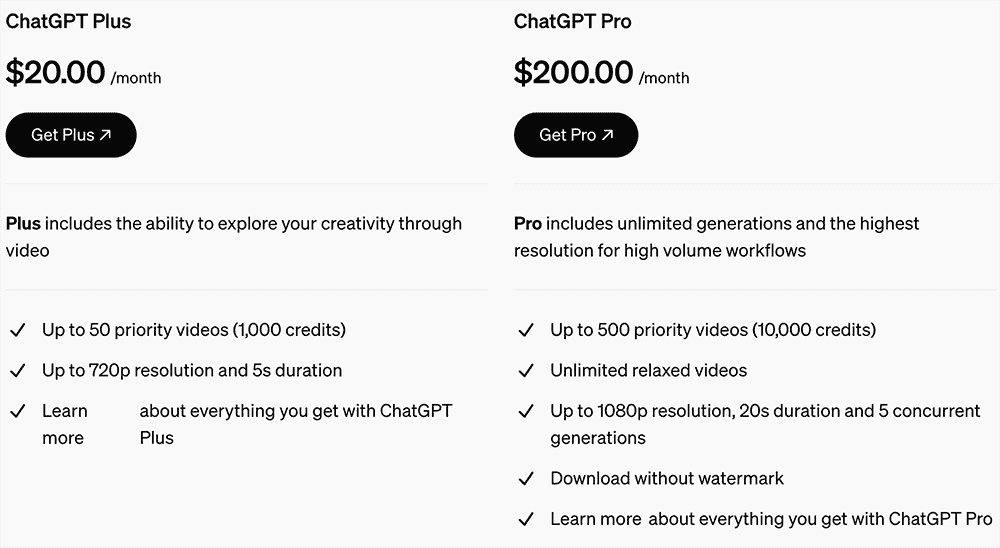 ChatGPT Plus
$20.00 /month
Get Plus ↗
Plus includes the ability to explore your creativity through
video
✓ Up to 50 priority videos (1,000 credits)
✓ Up to 720p resolution and 5s duration
✓ Learn about everything you get with ChatGPT
more Plus
ChatGPT Pro
$200.00 /month
Get Pro ↗
Pro includes unlimited generations and the highest
resolution for high volume workflows
✓ Up to 500 priority videos (10,000 credits)
✓ Unlimited relaxed videos
✓ Up to 1080p resolution, 20s duration and 5 concurrent
generations
✓ Download without watermark
✓ Learn more about everything you get with ChatGPT Pro